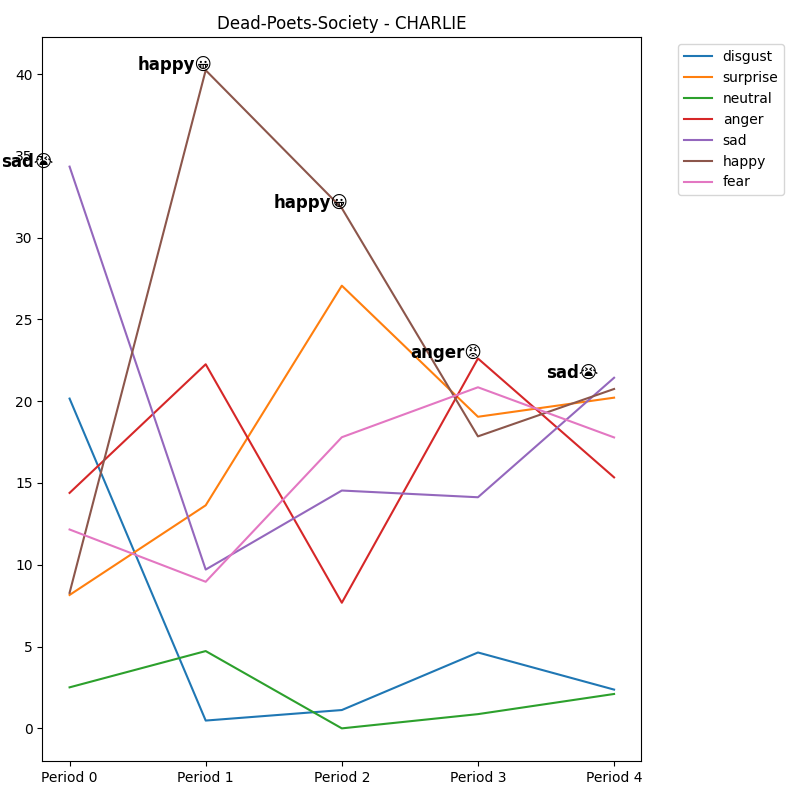 Dead-Poets-Society - CHARLIE
disgust
surprise
neutral
anger
sad
happy
fear
happy😀
sad😭
happy😀
anger😡
sad😭
40
35
30
25
20
15
10
5
0
Period 0 Period 1 Period 2 Period 3 Period 4